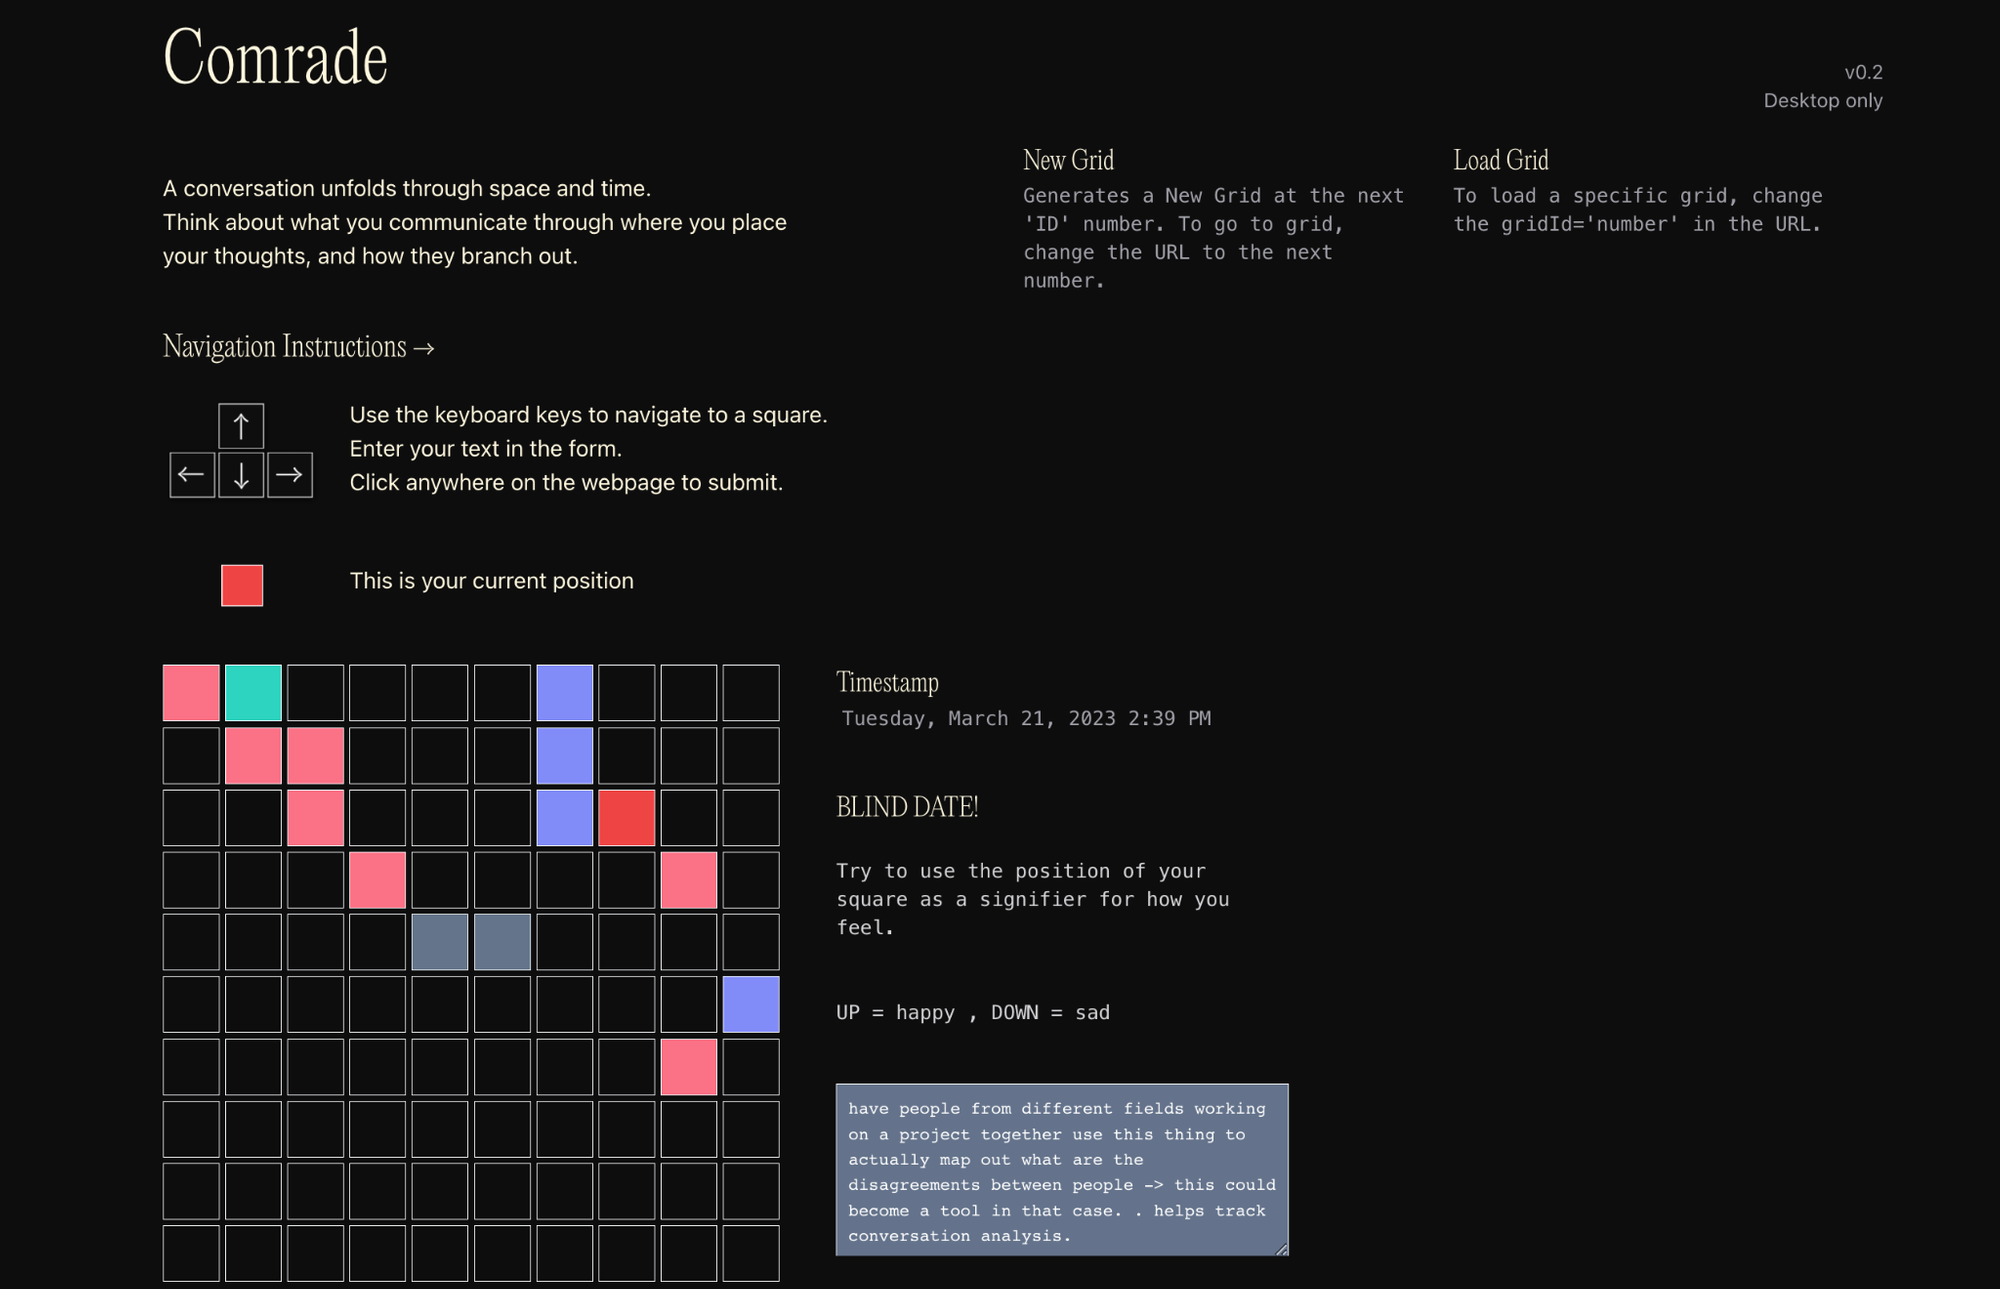 Comrade
v0.2
Desktop only
A conversation unfolds through space and time.
Think about what you communicate through where you place
your thoughts, and how they branch out.
New Grid
Generates a New Grid at the next
'ID' number. To go to grid,
change the URL to the next
number.
Load Grid
To load a specific grid, change
the gridId='number' in the URL.
Navigation Instructions →
↑
← ↓ →
Use the keyboard keys to navigate to a square.
Enter your text in the form.
Click anywhere on the webpage to submit.
This is your current position
Timestamp
Tuesday, March 21, 2023 2:39 PM
BLIND DATE!
Try to use the position of your
square as a signifier for how you
feel.
UP = happy , DOWN = sad
have people from different fields working
on a project together use this thing to
actually map out what are the
disagreements between people -> this could
become a tool in that case. . helps track
conversation analysis.